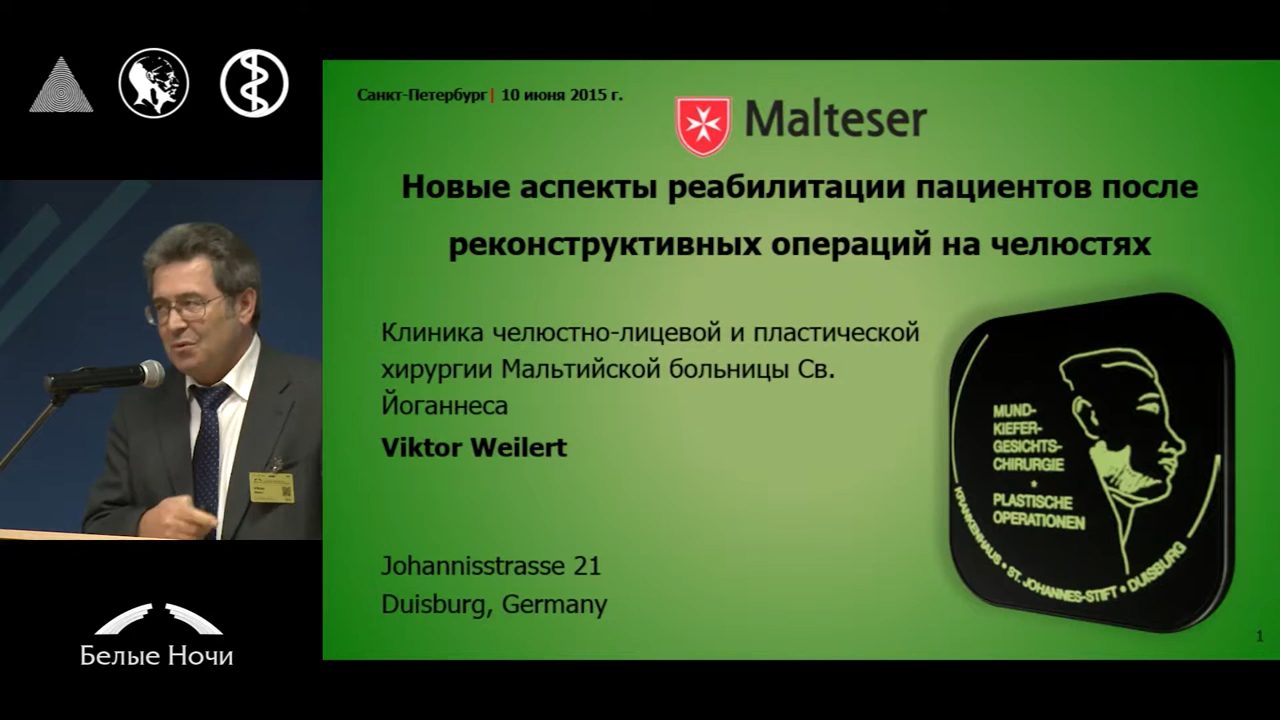 Санкт-Петербург| 10 июня 2015 г.
Malteser
Новые аспекты реабилитации пациентов после
реконструктивных операций на челюстях
Клиника челюстно-лицевой и пластической
хирургии Мальтийской больницы Св.
Йоганнеса
Viktor Weilert
Johannisstrasse 21
Duisburg, Germany
MUND-
KIEFER-
GESICHTS-
CHIRURGIE
*
PLASTISCHE
OPERATIONEN
KRANKENHAUS • ST. JOHANNES-STIFT • DUISBURG
1
Белые Ночи